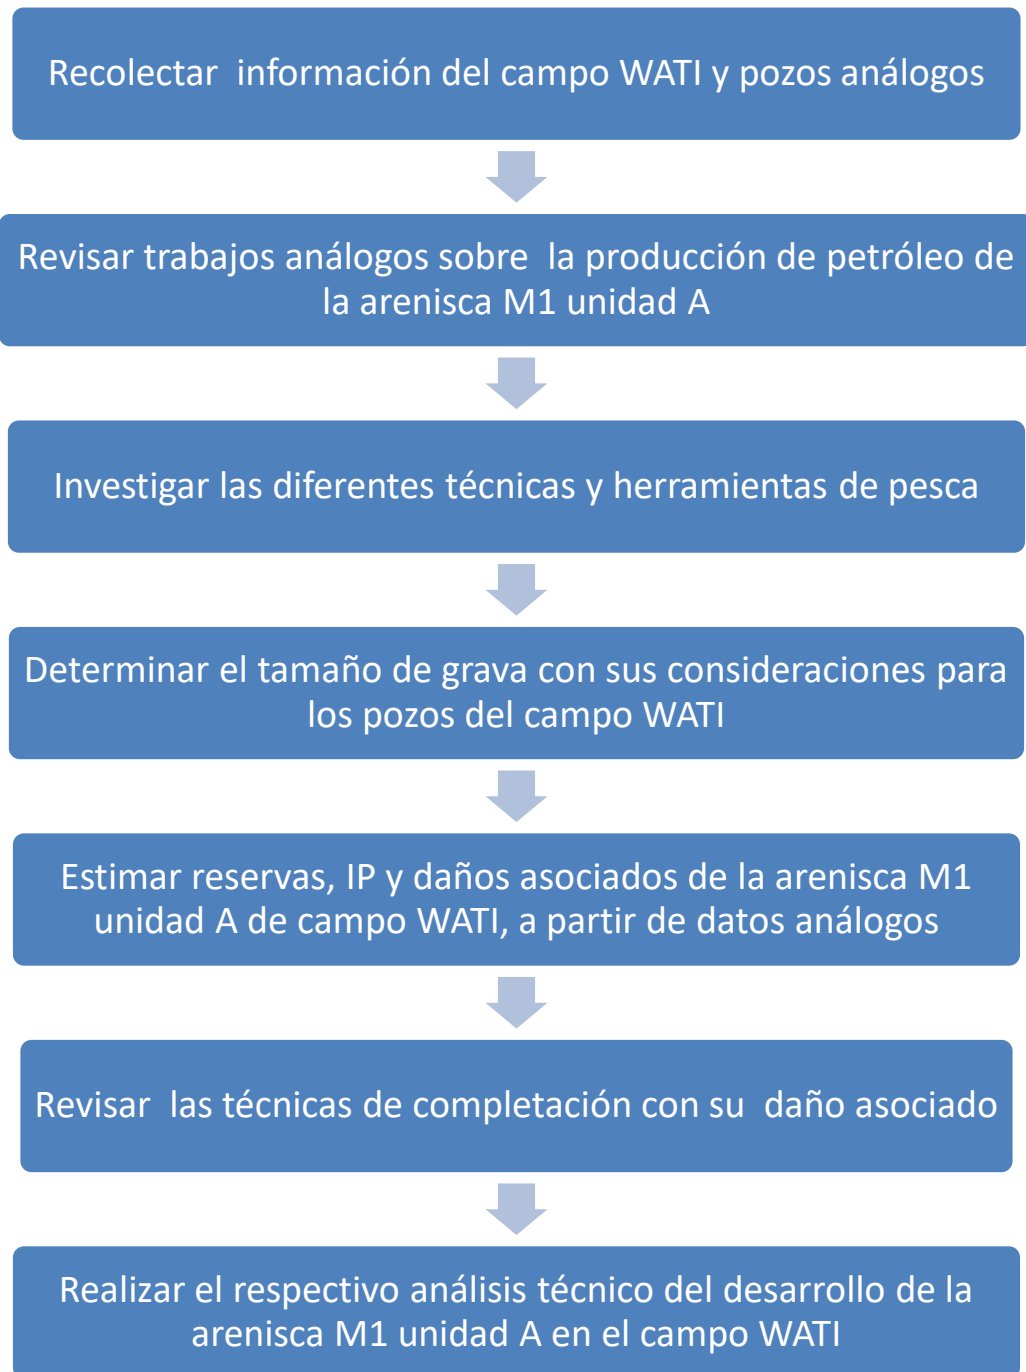 Recolectar  información del campo WATI y pozos análogos
Revisar trabajos análogos sobre  la producción de petróleo de
la arenisca M1 unidad A
Investigar las diferentes técnicas y herramientas de pesca
Determinar el tamaño de grava con sus consideraciones para
los pozos del campo WATI
Estimar reservas, IP y daños asociados de la arenisca M1
unidad A de campo WATI, a partir de datos análogos
Revisar  las técnicas de completación con su  daño asociado
Realizar el respectivo análisis técnico del desarrollo de la
arenisca M1 unidad A en el campo WATI